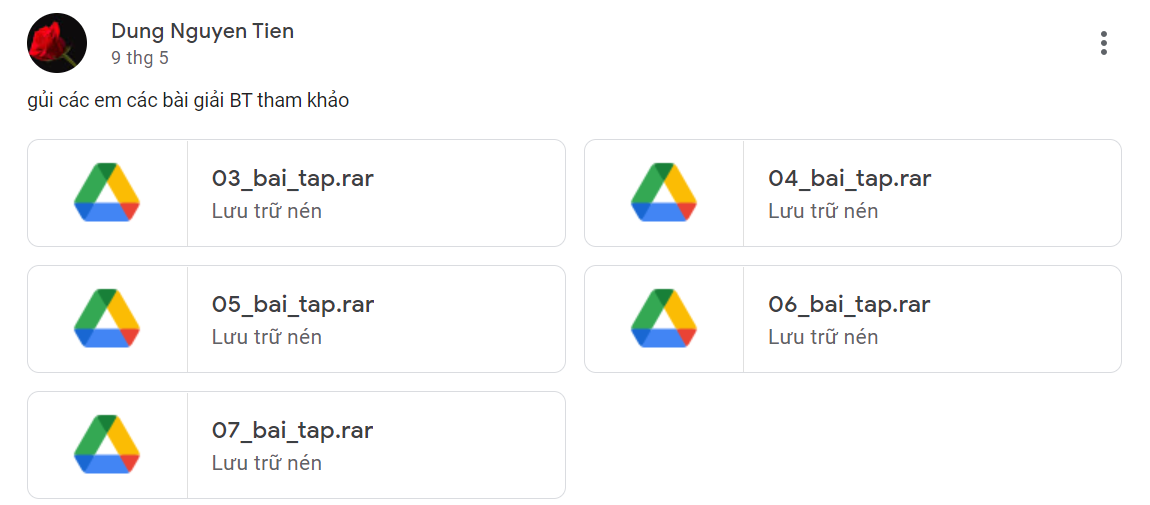 Dung Nguyen Tien
9 thg 5
gủi các em các bài giải BT tham khảo
03_bai_tap.rar
Lưu trữ nén
04_bai_tap.rar
Lưu trữ nén
05_bai_tap.rar
Lưu trữ nén
06_bai_tap.rar
Lưu trữ nén
07_bai_tap.rar
Lưu trữ nén